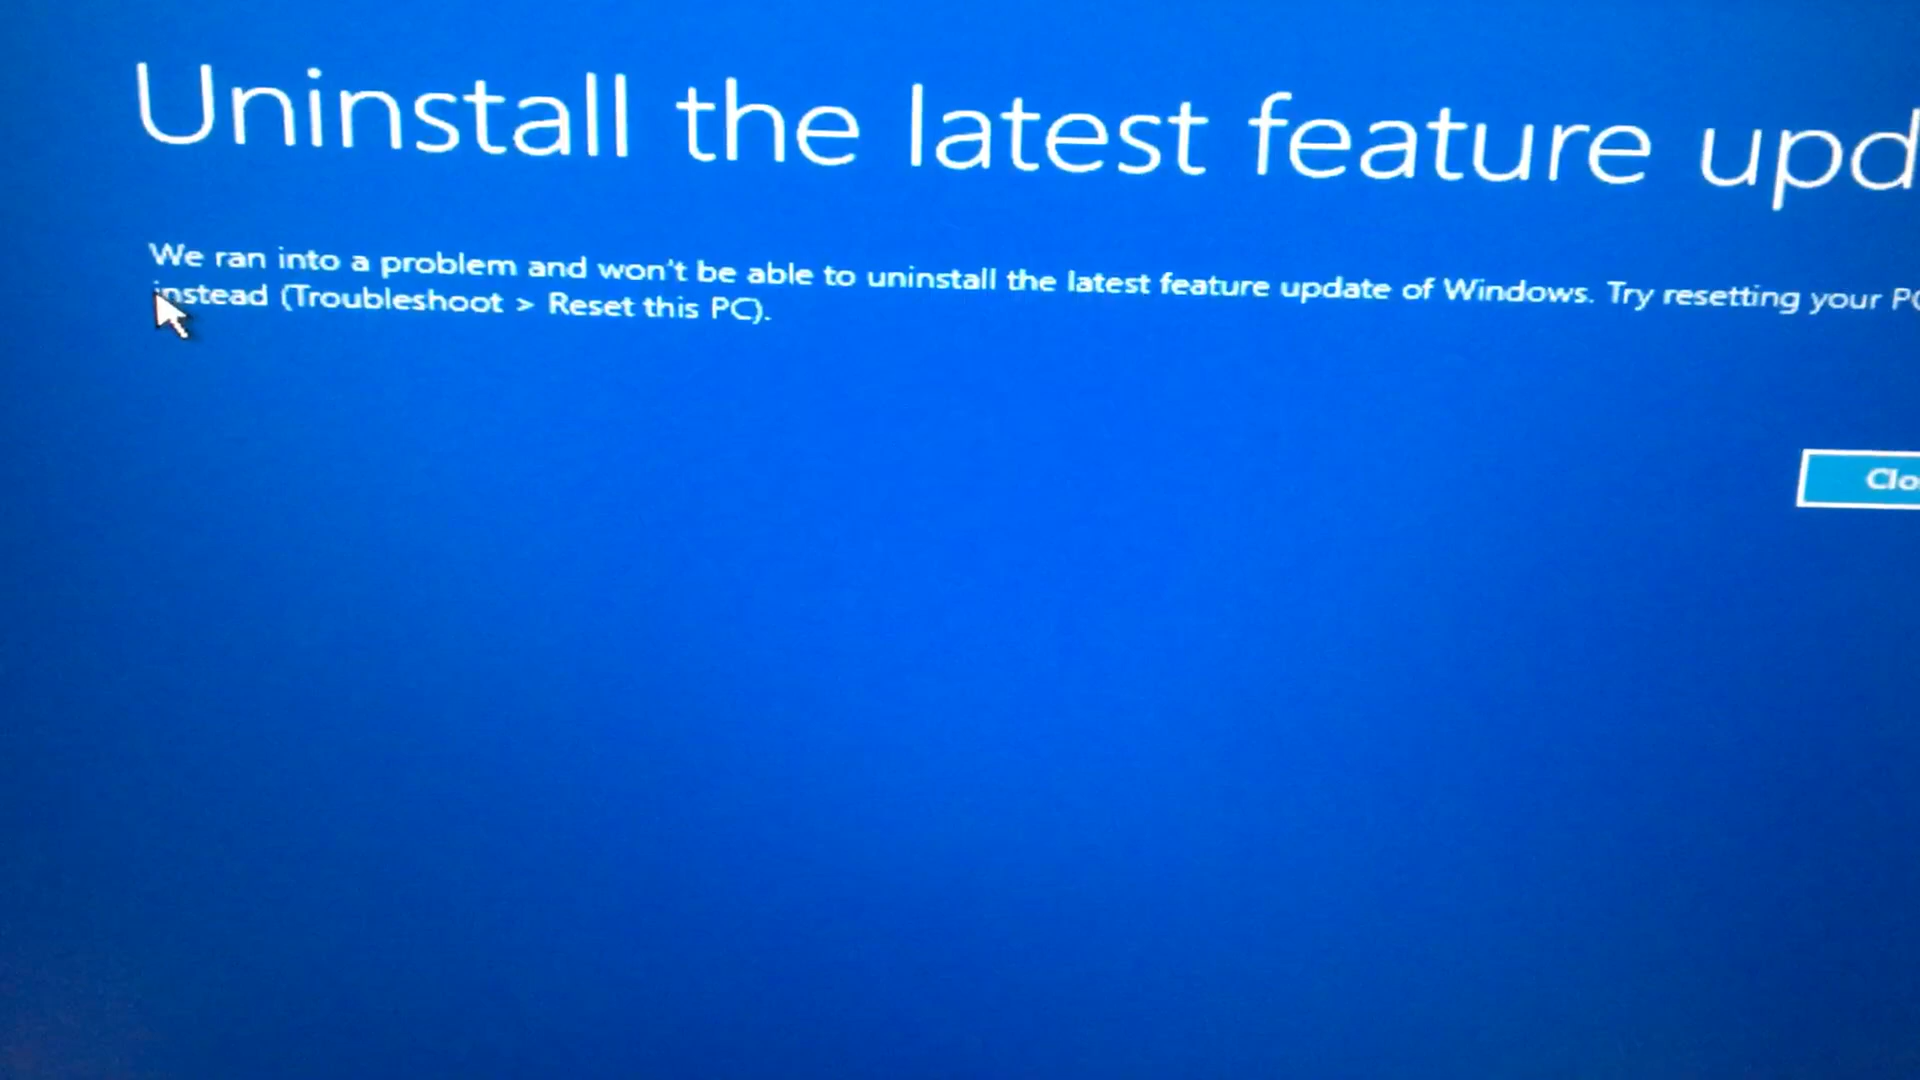 Uninstall the latest feature upd
We ran into a problem and won't be able to uninstall the latest feature update of Windows. Try resetting your PC
instead (Troubleshoot > Reset this PC).
Clo